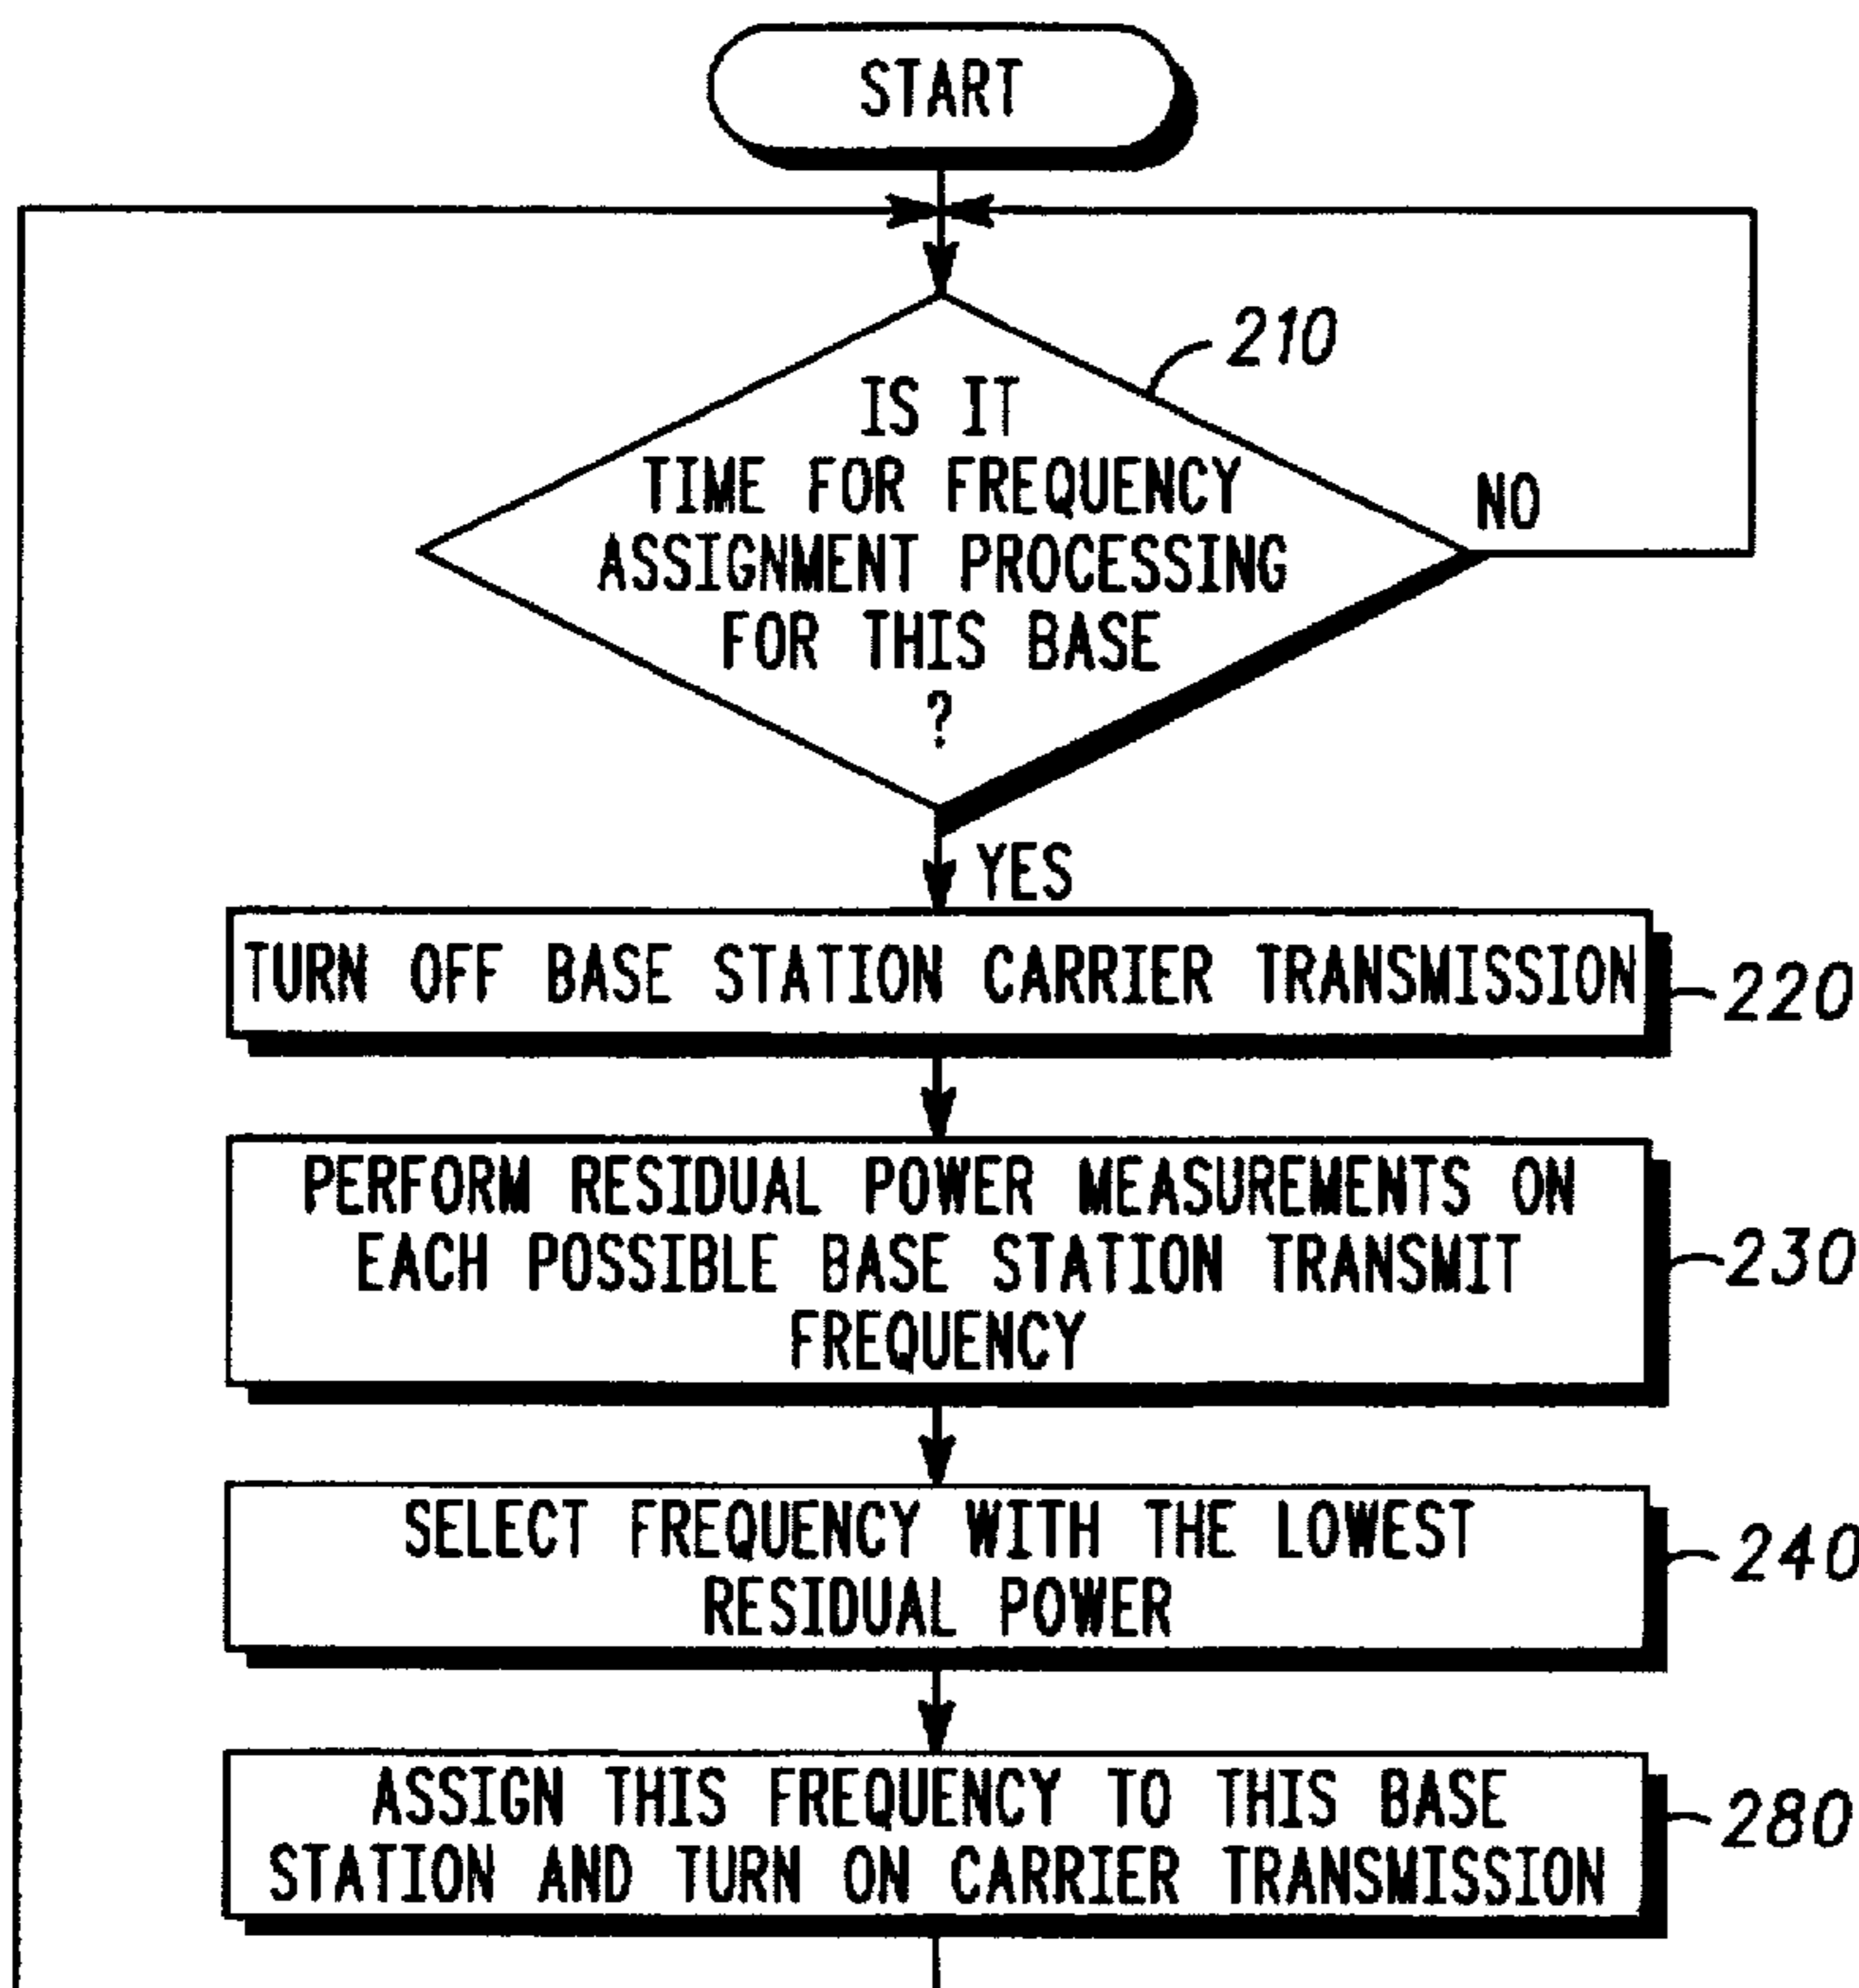 START
210
IS IT
TIME FOR FREQUENCY
ASSIGNMENT PROCESSING
FOR THIS BASE
?
NO
YES
TURN OFF BASE STATION CARRIER TRANSMISSION
220
PERFORM RESIDUAL POWER MEASUREMENTS ON
EACH POSSIBLE BASE STATION TRANSMIT
FREQUENCY
230
SELECT FREQUENCY WITH THE LOWEST
RESIDUAL POWER
240
ASSIGN THIS FREQUENCY TO THIS BASE
STATION AND TURN ON CARRIER TRANSMISSION
280